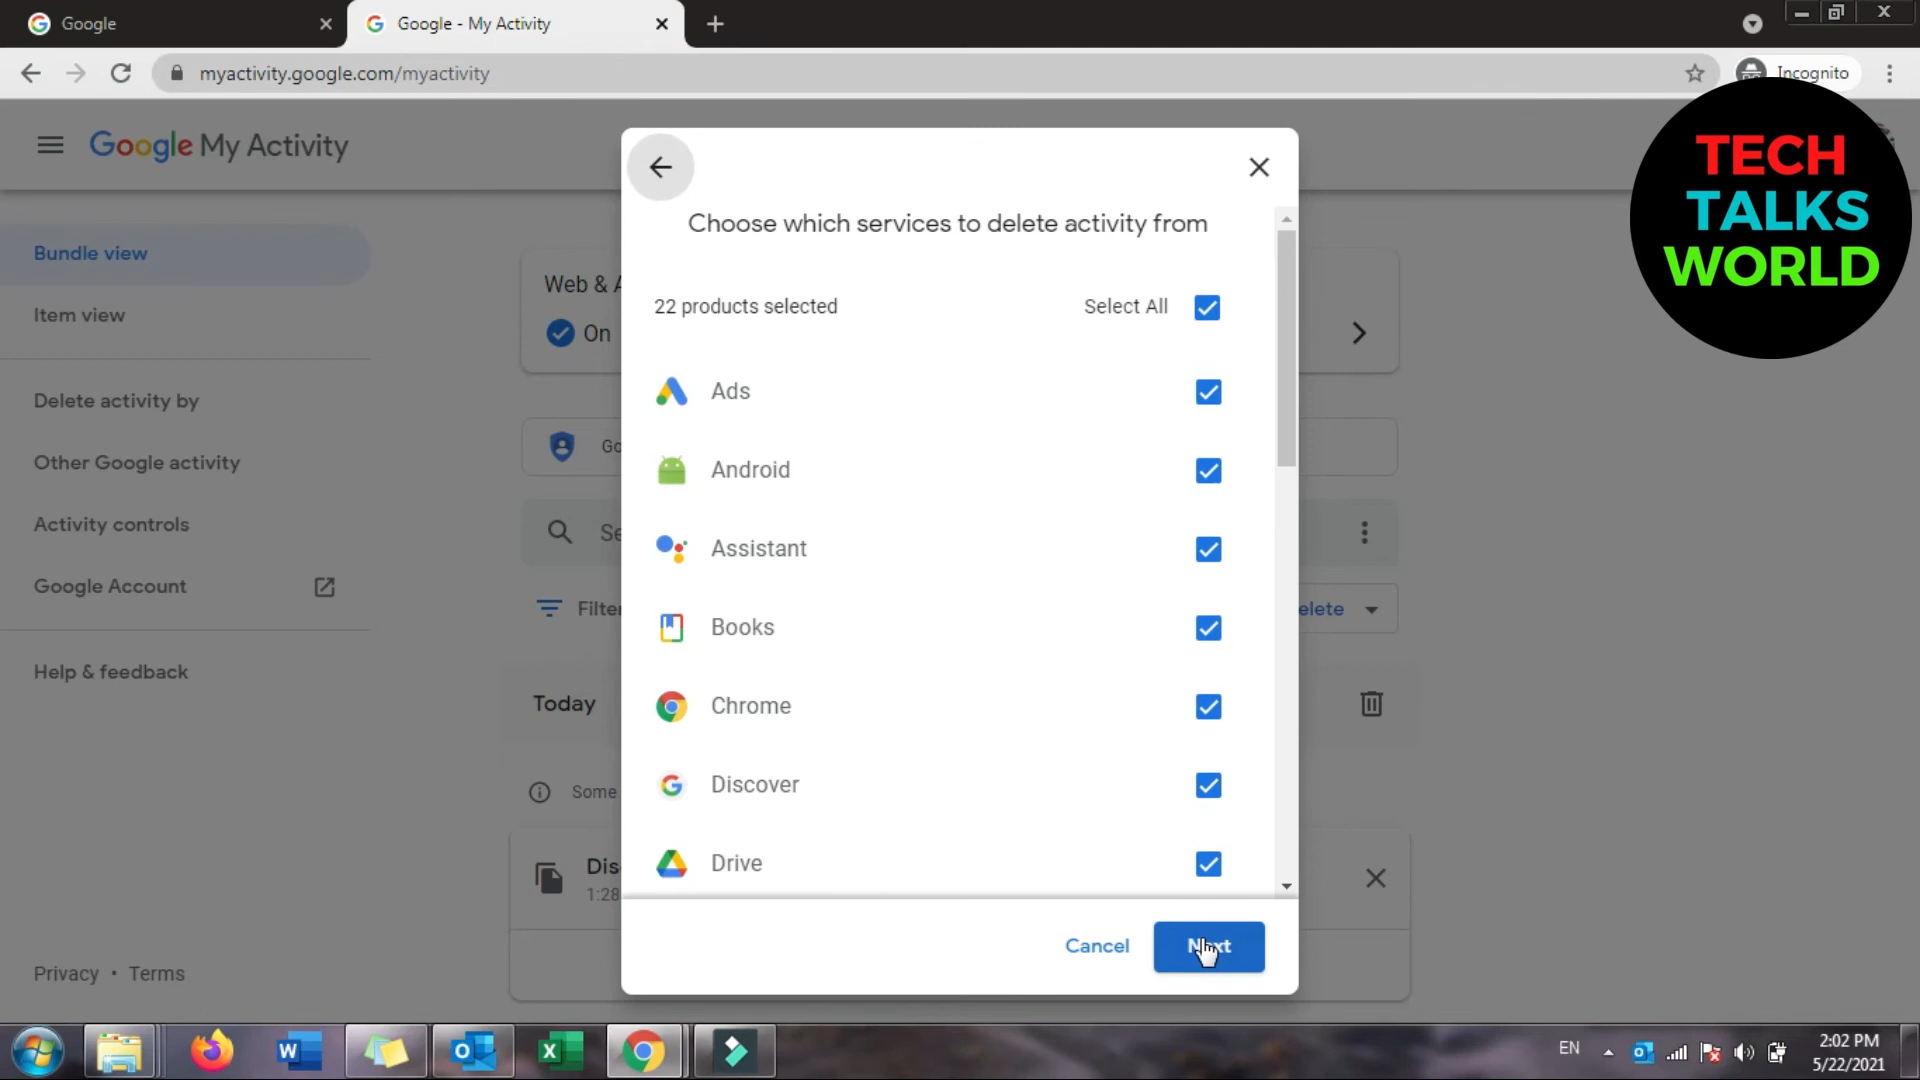 Google
Google - My Activity
myactivity.google.com/myactivity
Incognito
Google My Activity
TECH
TALKS
WORLD
Bundle view
Item view
Delete activity by
Other Google activity
Activity controls
Google Account
Help & feedback
Privacy • Terms
Web & A
On
Go
Se
Filter
elete
Today
Some
Dis
1:28
Choose which services to delete activity from
22 products selected
Select All
Ads
Android
Assistant
Books
Chrome
Discover
Drive
Cancel
Next
EN
2:02 PM
5/22/2021